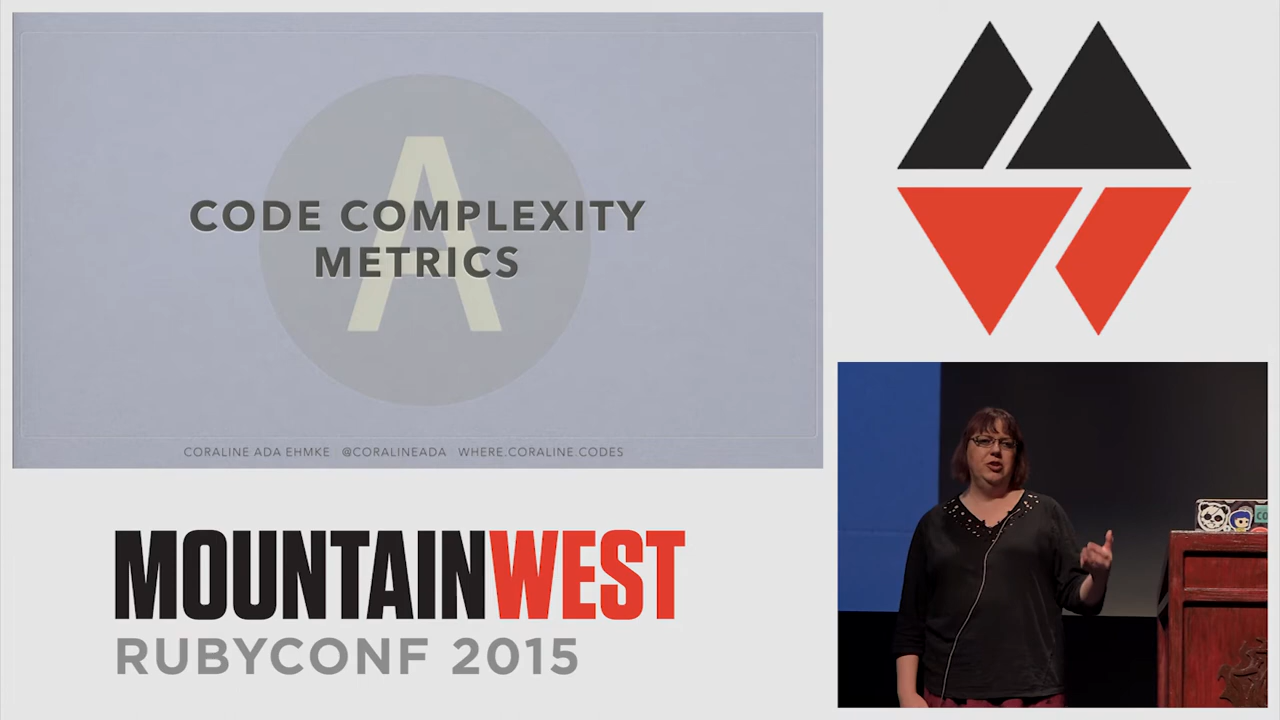 A
CODE COMPLEXITY
METRICS
CORALINE ADA EHMKE @CORALINEADA WHERE.CORALINE.CODES
MOUNTAINWEST
RUBYCONF 2015